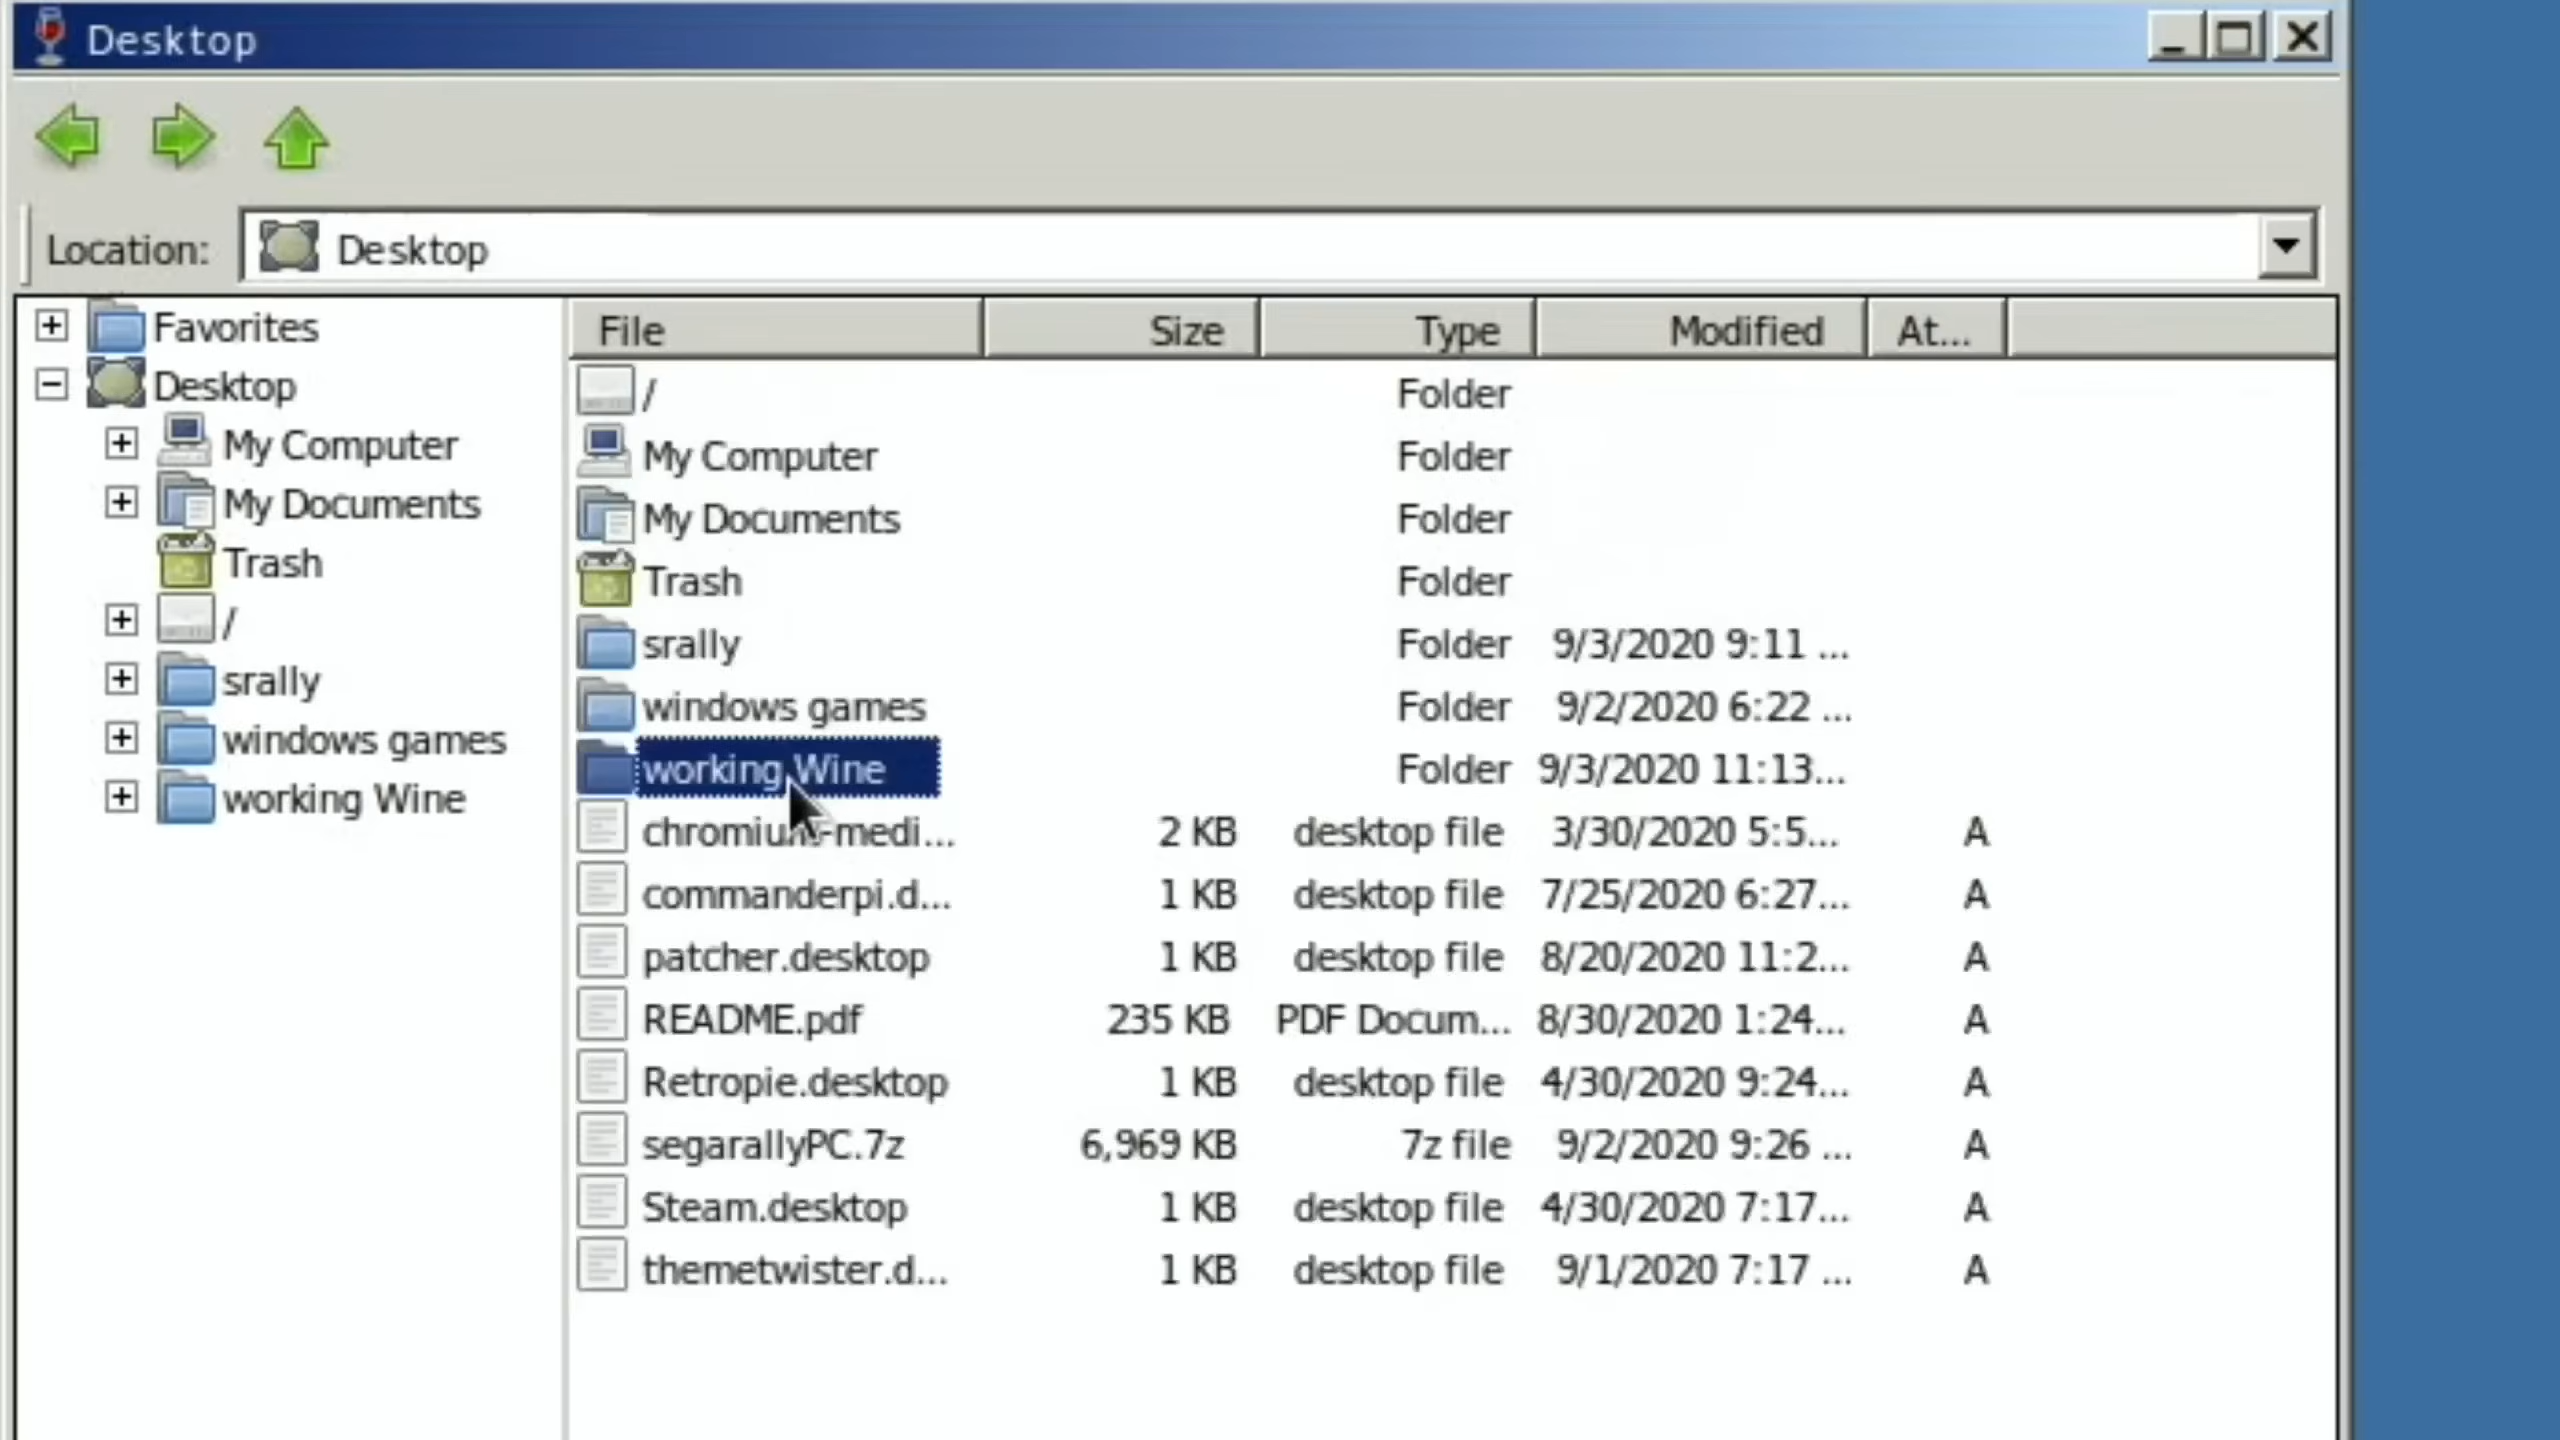 Desktop
Location: Desktop
Favorites
Desktop
My Computer
My Documents
Trash
/
srally
windows games
working Wine
File Size Type Modified At...
/ Folder
My Computer Folder
My Documents Folder
Trash Folder
srally Folder 9/3/2020 9:11 ...
windows games Folder 9/2/2020 6:22 ...
working Wine Folder 9/3/2020 11:13...
chromium-medi... 2 KB desktop file 3/30/2020 5:5... A
commanderpi.d... 1 KB desktop file 7/25/2020 6:27... A
patcher.desktop 1 KB desktop file 8/20/2020 11:2... A
README.pdf 235 KB PDF Docum... 8/30/2020 1:24... A
Retropie.desktop 1 KB desktop file 4/30/2020 9:24... A
segarallyPC.7z 6,969 KB 7z file 9/2/2020 9:26 ... A
Steam.desktop 1 KB desktop file 4/30/2020 7:17... A
themetwister.d... 1 KB desktop file 9/1/2020 7:17 ... A